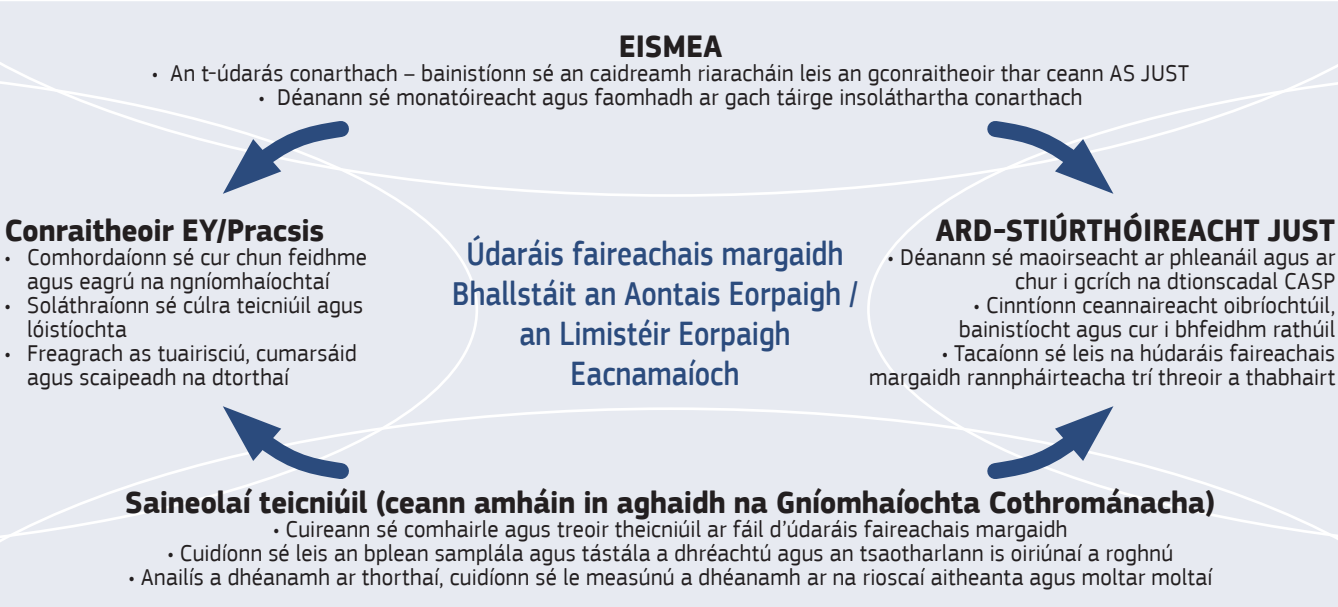 EISMEA
• An t-údarás conarthach – bainistíonn sé an caidreamh riaracháin leis an gconraitheoir thar ceann AS JUST
• Déanann sé monatóireacht agus faomhadh ar gach táirge insoláthartha conarthach
Conraitheoir EY/Pracsis
• Comhordaíonn sé cur chun feidhme
agus eagrú na ngníomhaíochtaí
• Soláthraíonn sé cúlra teicniúil agus
lóistíochta
• Freagrach as tuairisciú, cumarsáid
agus scaipeadh na dtorthaí
Údaráis faireachais margaidh
Bhallstáit an Aontais Eorpaigh /
an Limistéir Eorpaigh
Eacnamaíoch
ARD-STIÚRTHÓIREACHT JUST
• Déanann sé maoirseacht ar phleanáil agus ar
chur i gcrích na dtionscadal CASP
• Cinntíonn ceannaireacht oibríochtúil,
bainistíocht agus cur i bhfeidhm rathúil
• Tacaíonn sé leis na húdaráis faireachais
margaidh rannpháirteacha trí threoir a thabhairt
Saineolaí teicniúil (ceann amháin in aghaidh na Gníomhaíochta Cothrománacha)
• Cuireann sé comhairle agus treoir theicniúil ar fáil d'údaráis faireachais margaidh
• Cuidíonn sé leis an bplean samplála agus tástála a dhréachtú agus an tsaotharlann is oiriúnaí a roghnú
• Anailís a dhéanamh ar thorthaí, cuidíonn sé le measúnú a dhéanamh ar na rioscaí aitheanta agus moltar moltaí